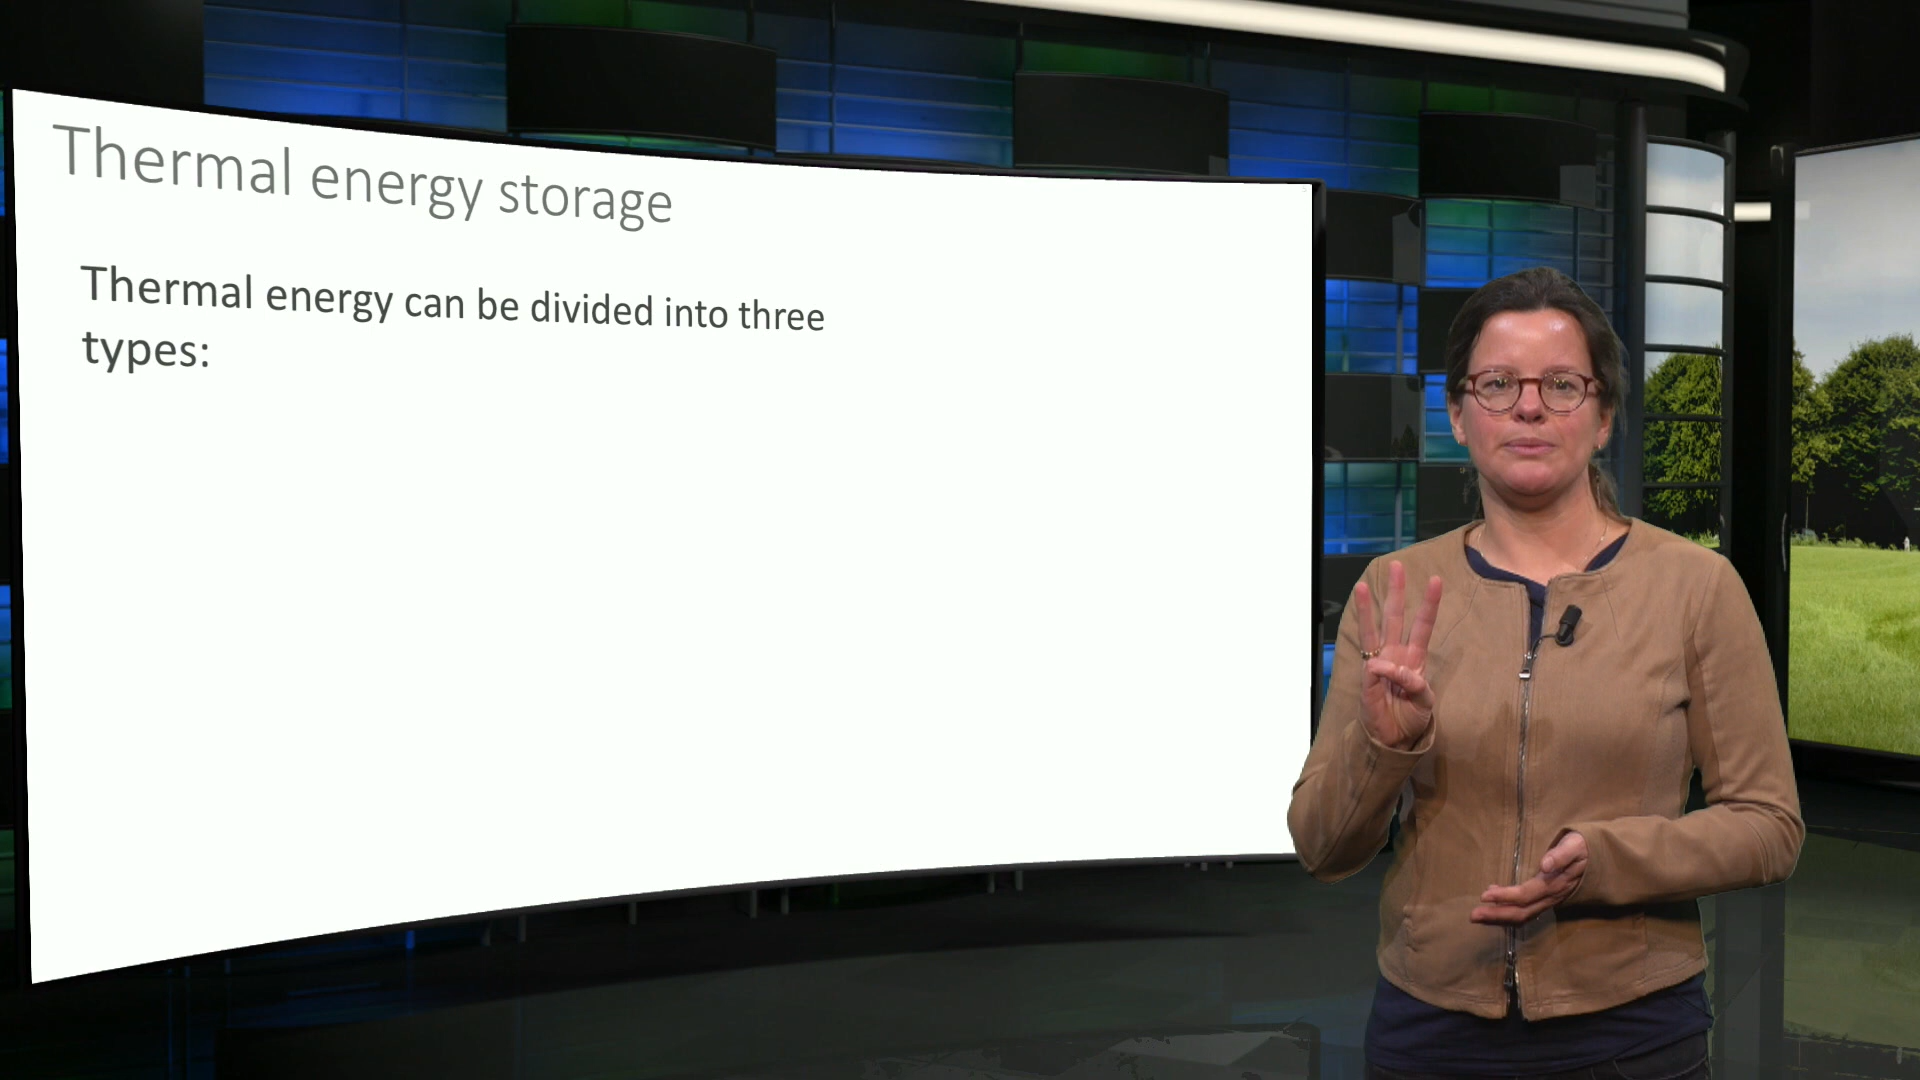 Thermal energy storage
Thermal energy can be divided into three
types: